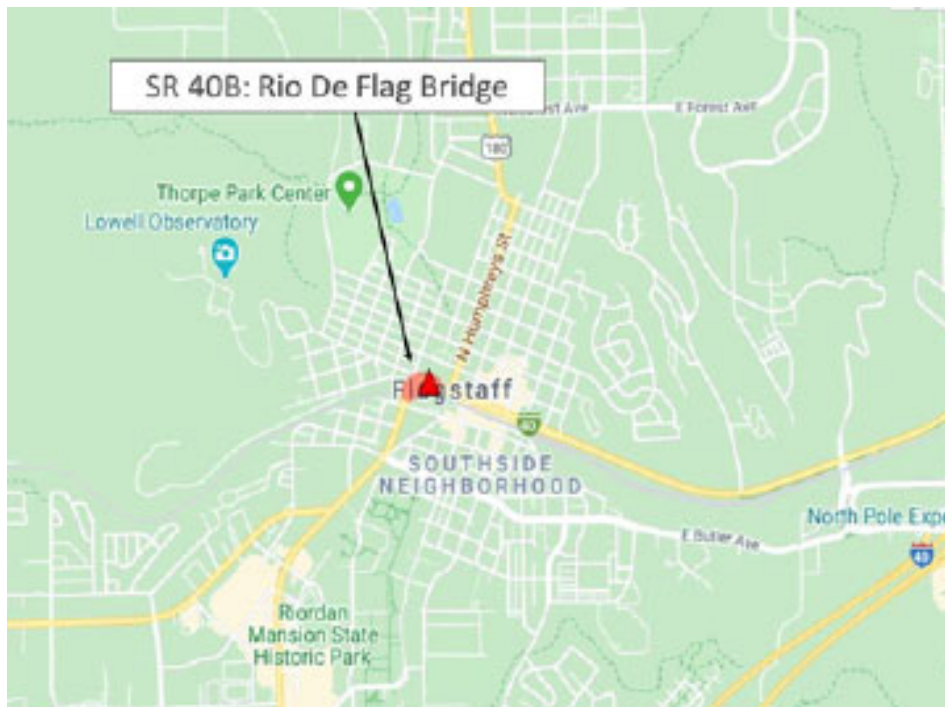 SR 40B: Rio De Flag Bridge
E Forest Ave
180
Thorpe Park Center
Lowell Observatory
N Humphreys St
Flagstaff
40
SOUTHSIDE
NEIGHBORHOOD
E Butler Ave
North Pole Expe
40
Riordan
Mansion State
Historic Park